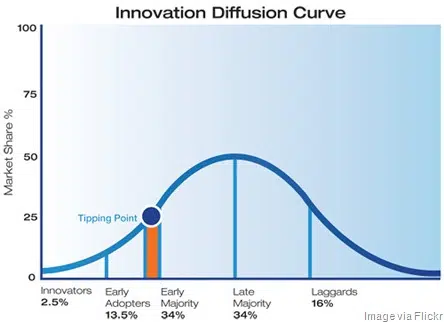 Innovation Diffusion Curve
100
75
50
25
0
Market Share %
Tipping Point
Innovators
2.5%
Early
Adopters
13.5%
Early
Majority
34%
Late
Majority
34%
Laggards
16%
Image via Flickr